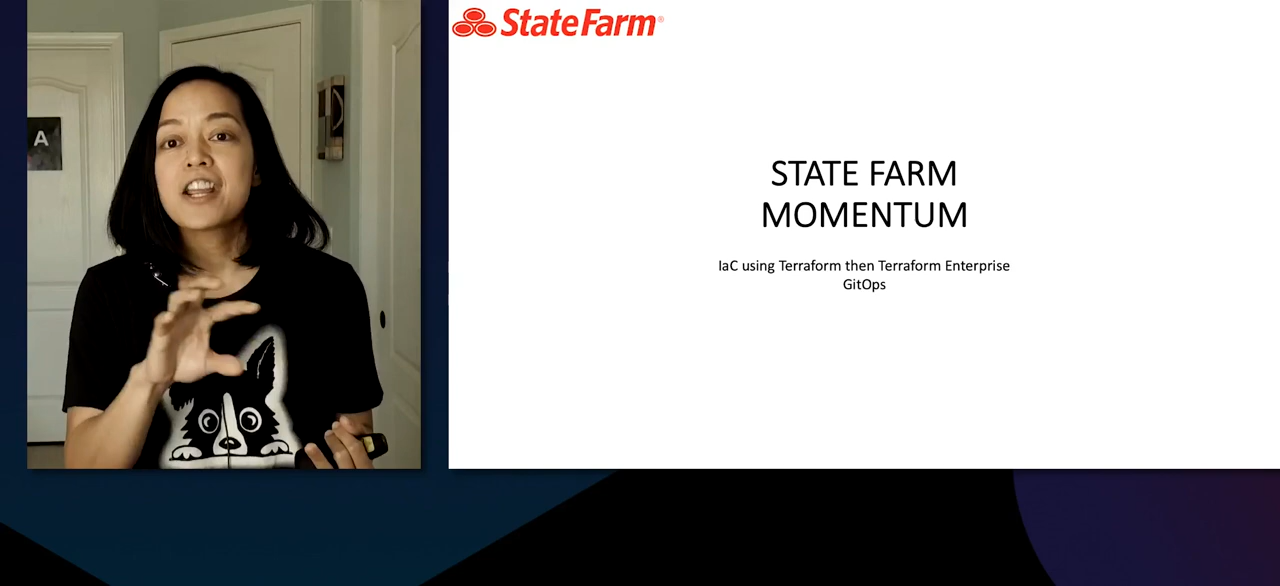 A
StateFarm®
STATE FARM
MOMENTUM
IaC using Terraform then Terraform Enterprise
GitOps